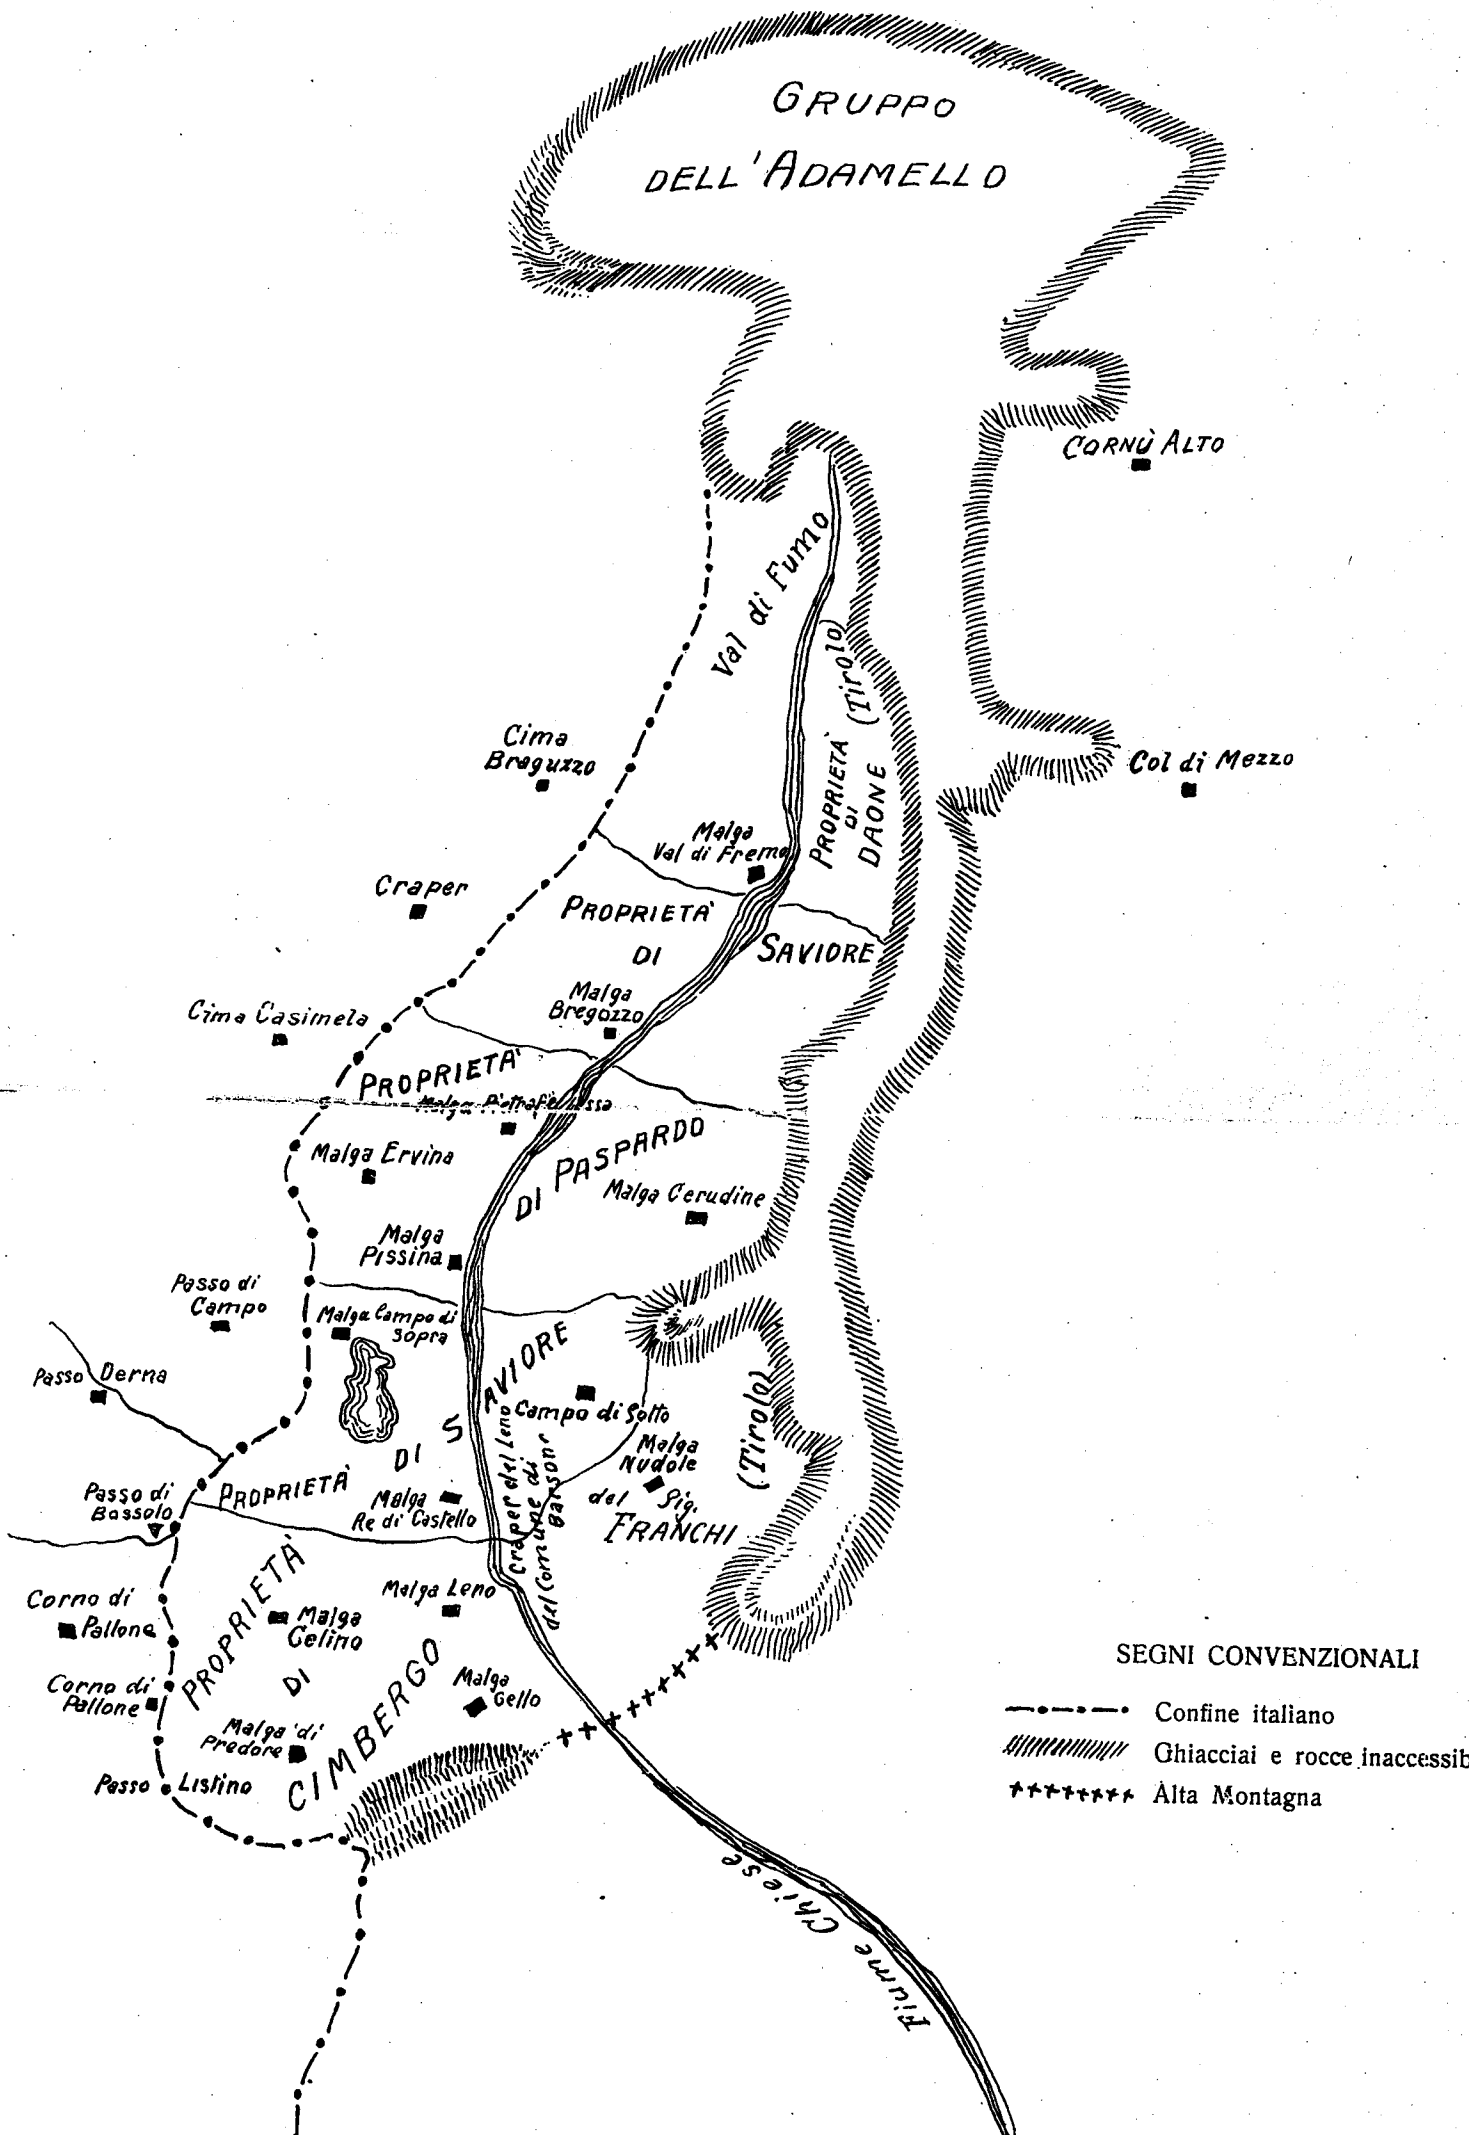 GRUPPO
DELL'ADAMELLO
CORNÙ ALTO
Val di Fumo
PROPRIETÀ
DI
DAONE
(Tirolo)
Cima
Braguzzo
Col di Mezzo
Malga
Val di Fremo
Craper
PROPRIETÀ
DI
SAVIORE
Malga
Bregozzo
Cima Casimela
PROPRIETÀ
DI PASPARDO
Malga
Malga Ervina
Malga Cerudine
Malga
Pissina
Passo di
Campo
Malga Campo di
sopra
Passo Derna
PROPRIETÀ
DI SAVIORE
Campo di Sotto
Craper del Leno
del Comune di
Malga
Nudole
del Sig.
FRANCHI
(Tirolo)
Passo di
Bassolo
Malga
Re di Castello
Malga Leno
Corno di
Pallone
PROPRIETÀ
DI
CIMBERGO
Malga
Gelino
Corno di
Pallone
Malga
Gello
Malga di
Predore
Passo Listino
Fiume Chiese
SEGNI CONVENZIONALI
Confine italiano
Ghiacciai e rocce inaccessib
Alta Montagna